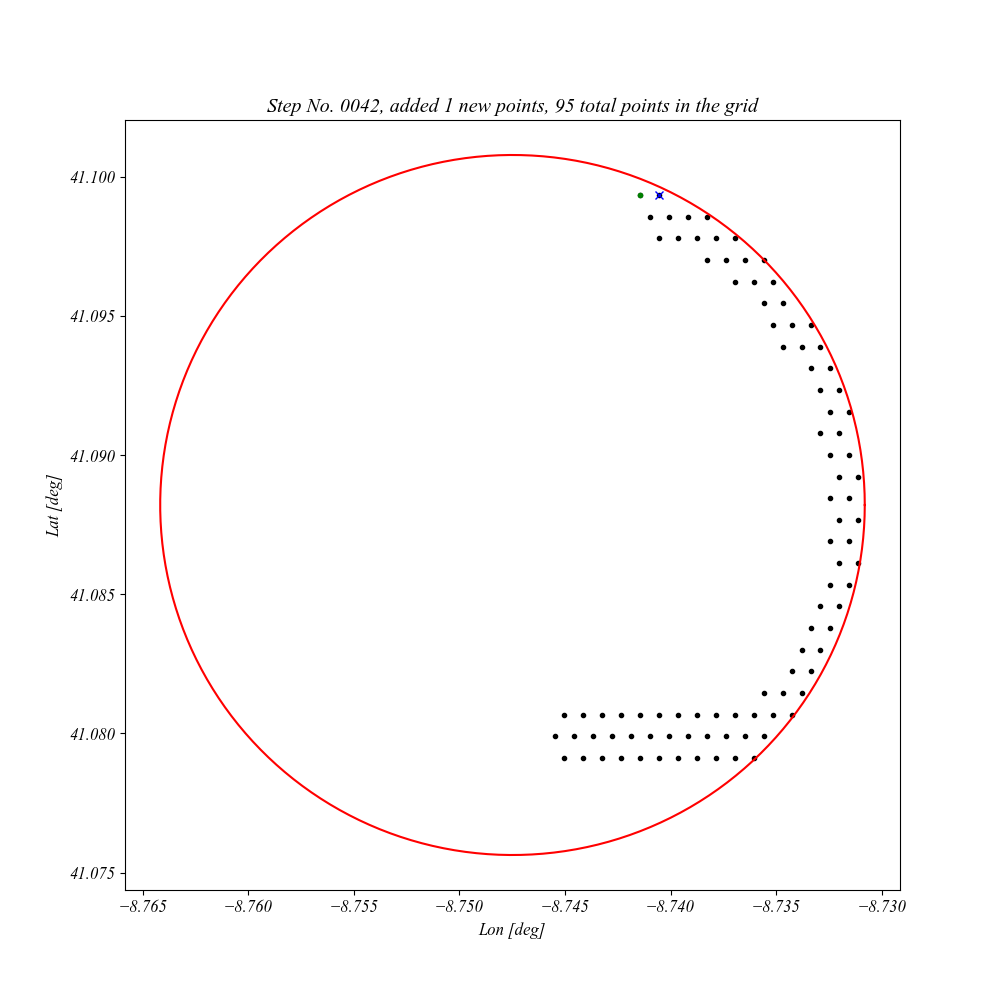 Step No. 0042, added 1 new points, 95 total points in the grid
41.100
41.095
41.090
41.085
41.080
41.075
Lat [deg]
−8.765 −8.760 −8.755 −8.750 −8.745 −8.740 −8.735 −8.730
Lon [deg]